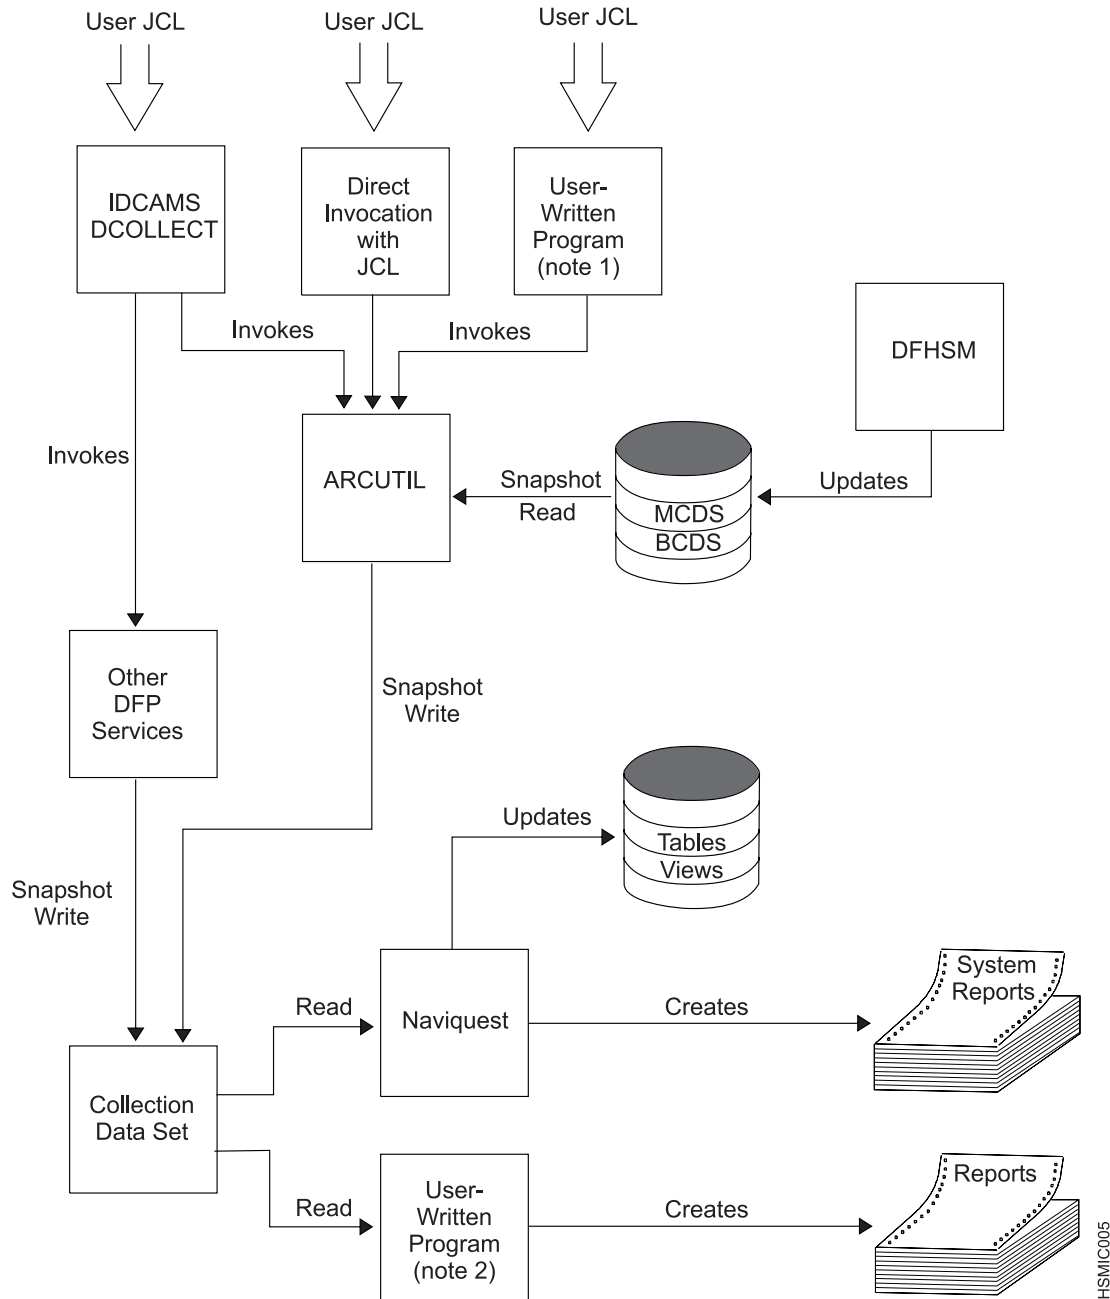 User JCL
User JCL
User JCL
IDCAMS
DCOLLECT
Direct
Invocation
with
JCL
User-
Written
Program
(note 1)
Invokes
Invokes
DFHSM
Invokes
ARCUTIL
Snapshot
Read
MCDS
BCDS
Updates
Other
DFP
Services
Snapshot
Write
Updates
Tables
Views
Snapshot
Write
Read
Naviquest
Creates
System
Reports
Collection
Data Set
Read
User-
Written
Program
(note 2)
Creates
Reports
HSMIC005